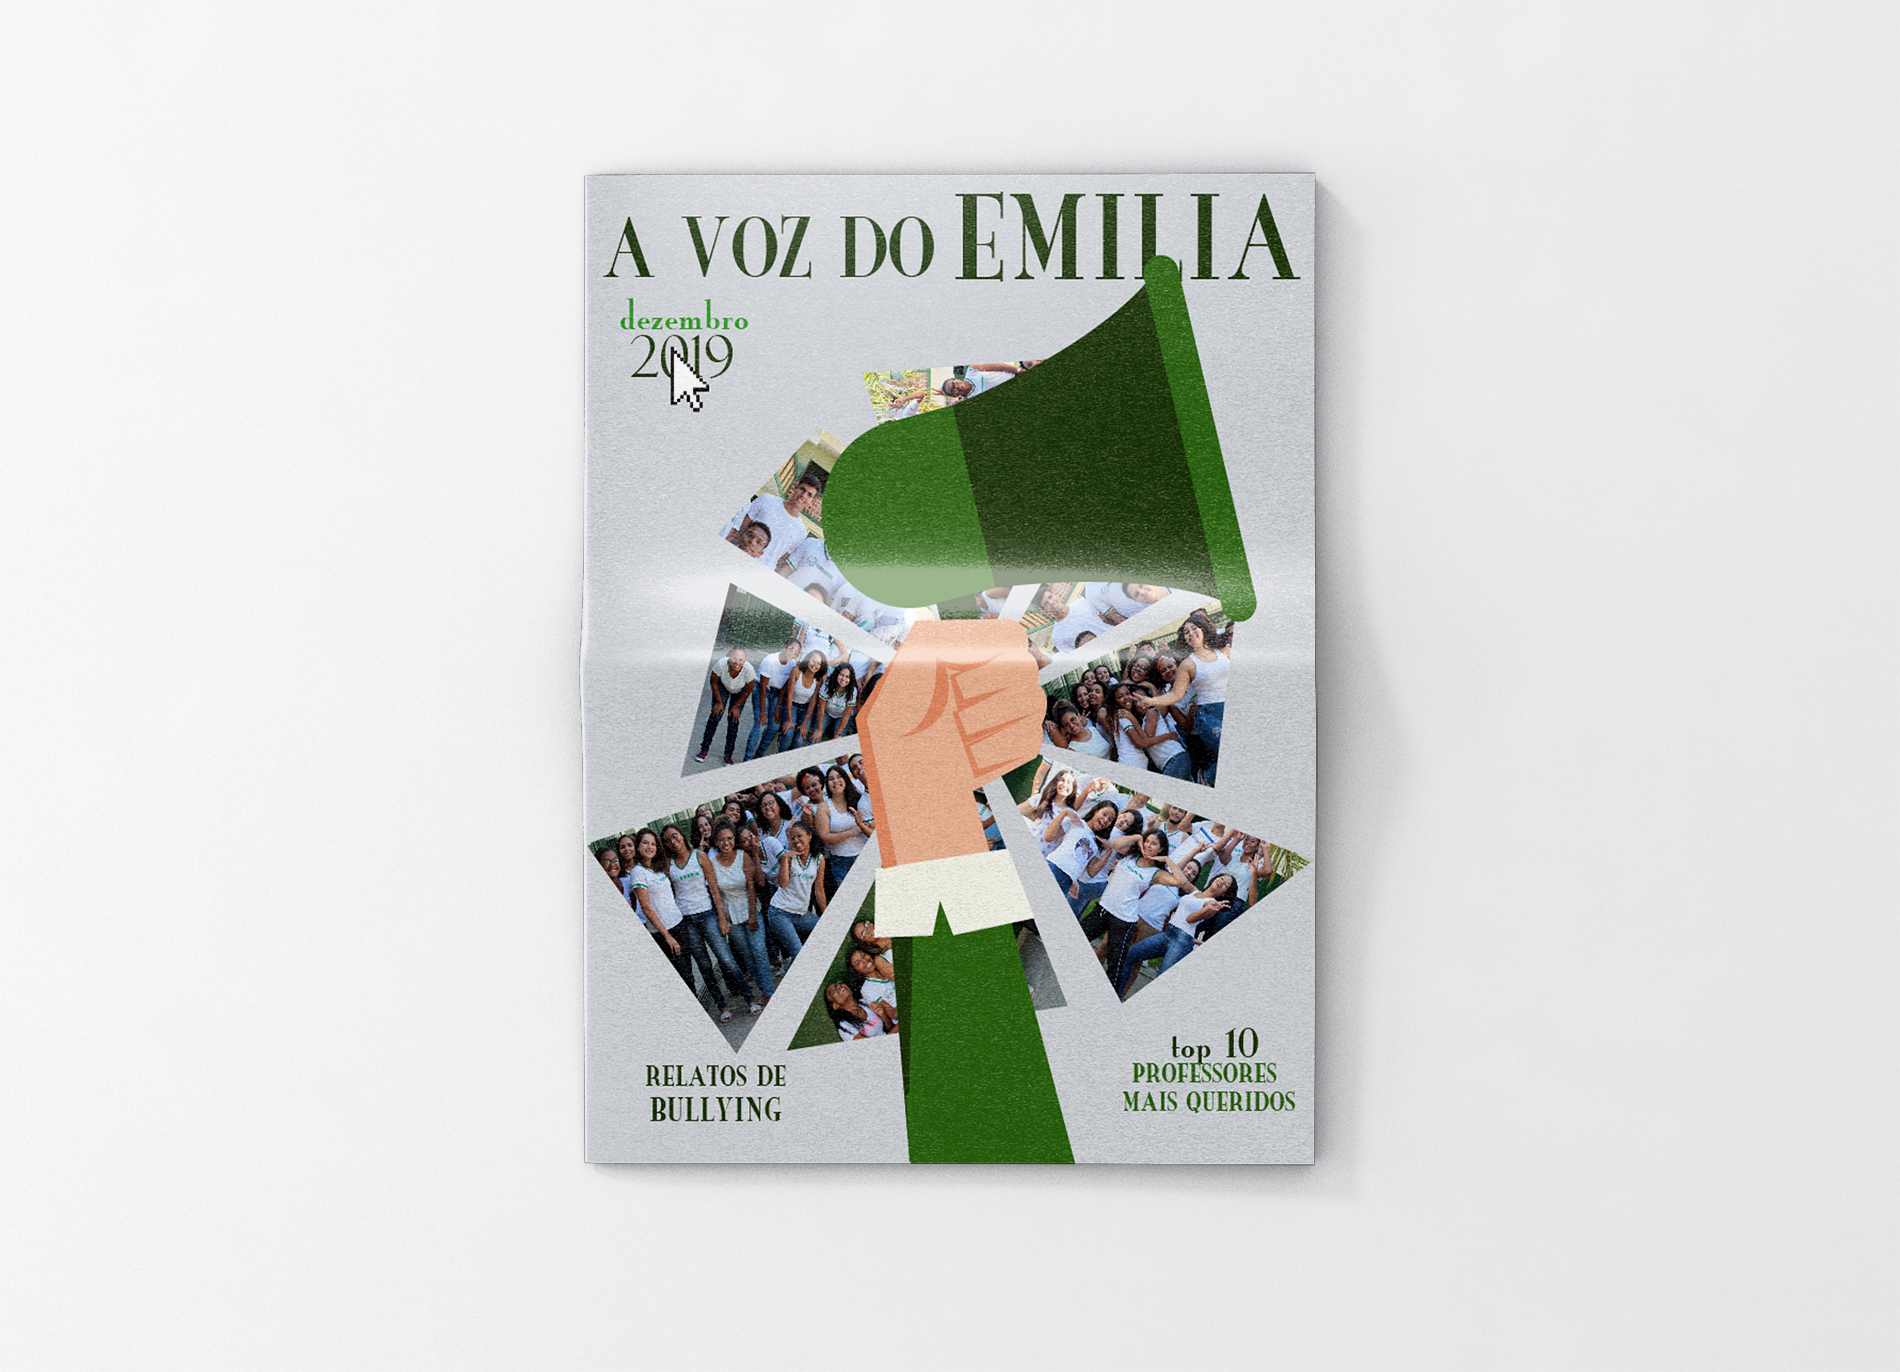 A VOZ DO EMILIA
dezembro
2019
RELATOS DE
BULLYING
top 10
PROFESSORES
MAIS QUERIDOS